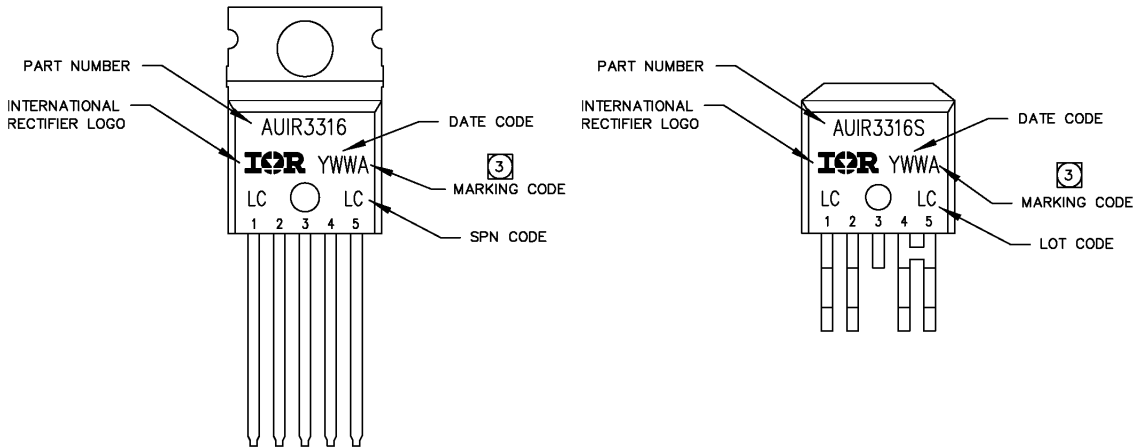 PART NUMBER
INTERNATIONAL
RECTIFIER LOGO
AUIR3316
IOR
YWWA
DATE CODE
3
MARKING CODE
LC
LC
SPN CODE
1 2 3 4 5
PART NUMBER
INTERNATIONAL
RECTIFIER LOGO
AUIR3316S
IOR
YWWA
DATE CODE
3
MARKING CODE
LC
LC
LOT CODE
1 2 3 4 5